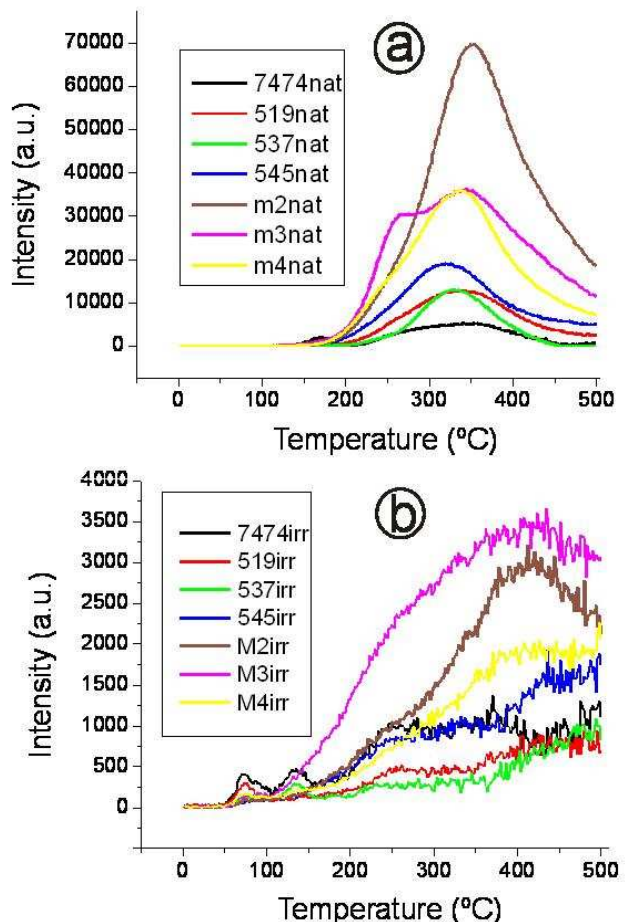 a
70000
60000
50000
40000
30000
20000
10000
0
Intensity (a.u.)
7474nat
519nat
537nat
545nat
m2nat
m3nat
m4nat
0 100 200 300 400 500
Temperature (ºC)
b
4000
3500
3000
2500
2000
1500
1000
500
0
Intensity (a.u.)
7474irr
519irr
537irr
545irr
M2irr
M3irr
M4irr
0 100 200 300 400 500
Temperature (ºC)